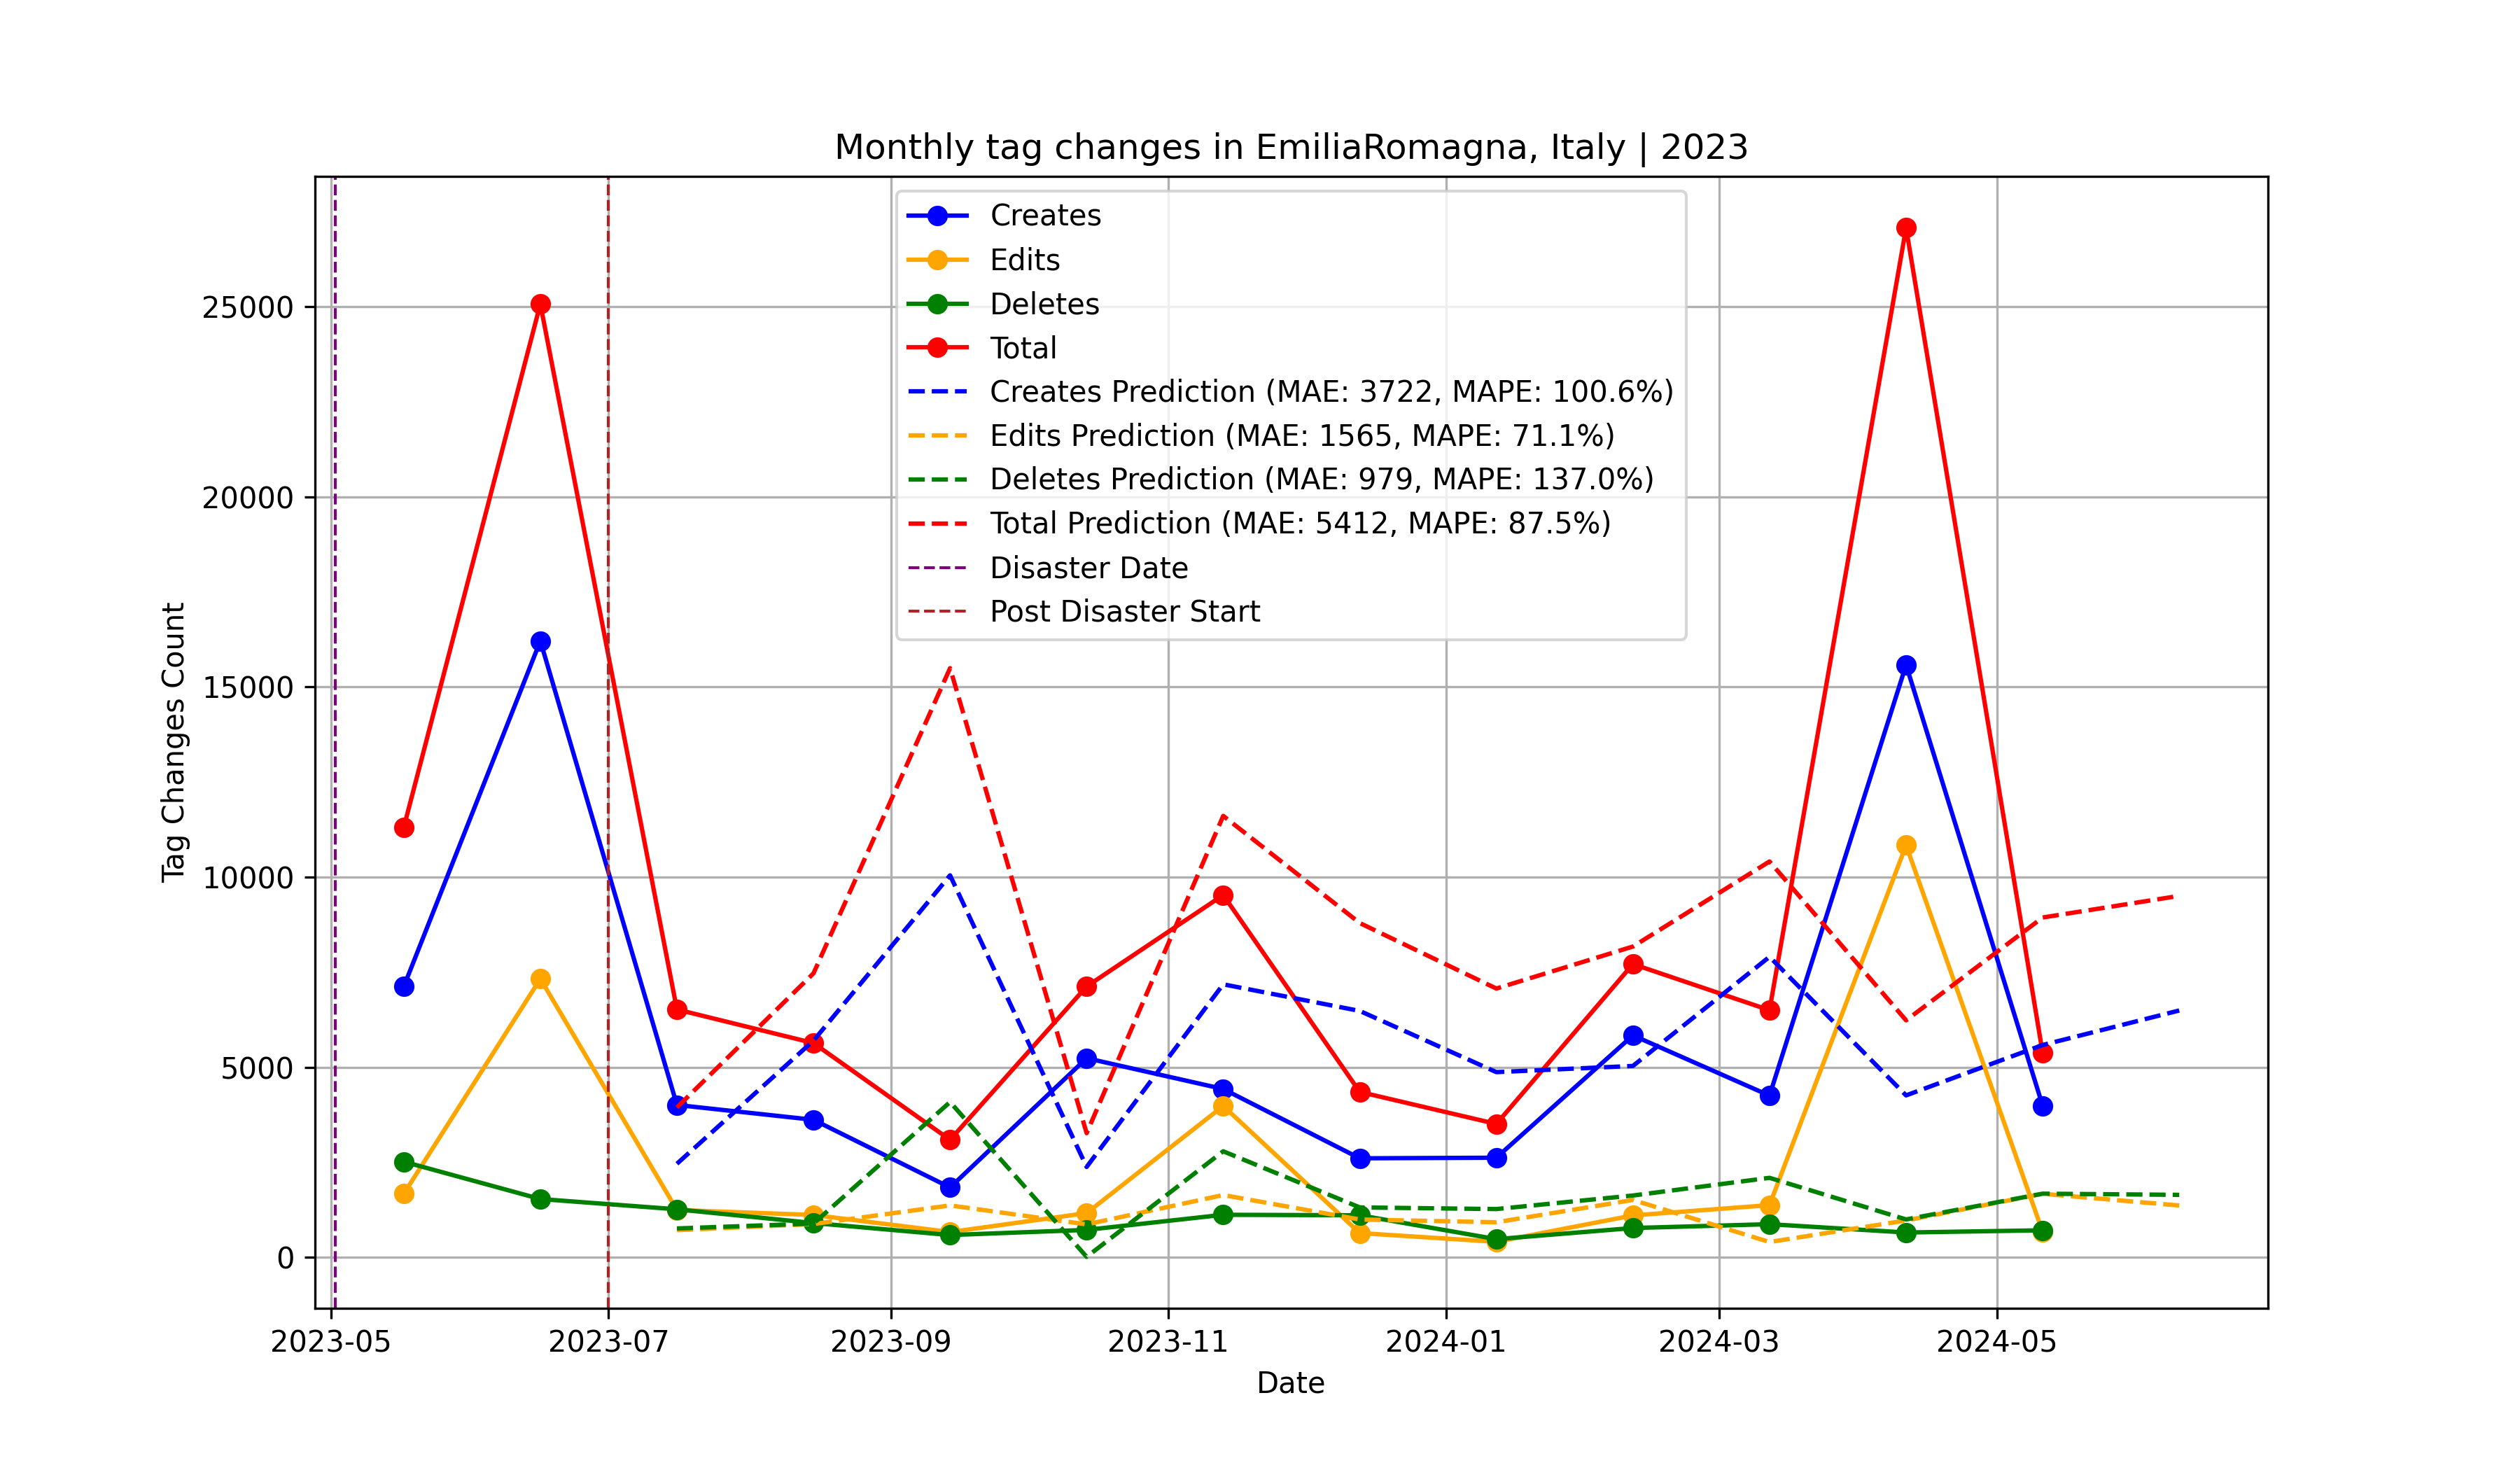 Monthly tag changes in EmiliaRomagna, Italy | 2023
Creates
Edits
Deletes
Total
Creates Prediction (MAE: 3722, MAPE: 100.6%)
Edits Prediction (MAE: 1565, MAPE: 71.1%)
Deletes Prediction (MAE: 979, MAPE: 137.0%)
Total Prediction (MAE: 5412, MAPE: 87.5%)
Disaster Date
Post Disaster Start
Tag Changes Count
25000
20000
15000
10000
5000
0
2023-05
2023-07
2023-09
2023-11
2024-01
2024-03
2024-05
Date